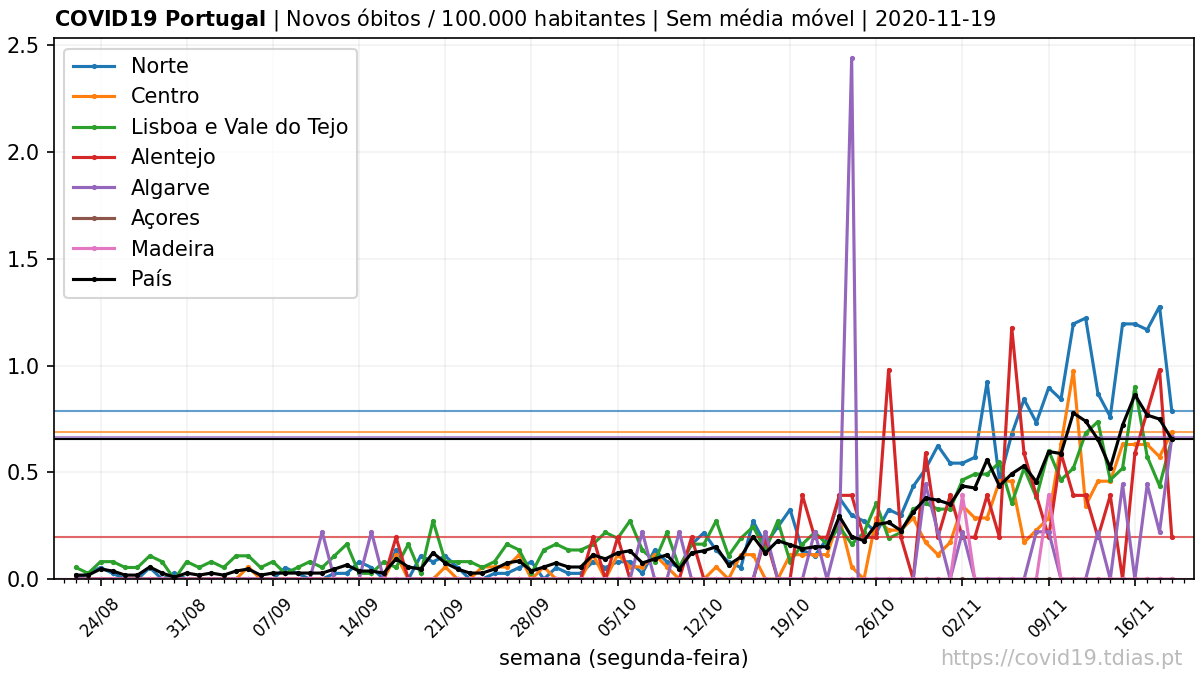 COVID19 Portugal | Novos óbitos / 100.000 habitantes | Sem média móvel | 2020-11-19
2.5
2.0
1.5
1.0
0.5
0.0
Norte
Centro
Lisboa e Vale do Tejo
Alentejo
Algarve
Açores
Madeira
País
24/08
31/08
07/09
14/09
21/09
28/09
05/10
12/10
19/10
26/10
02/11
09/11
16/11
semana (segunda-feira)
https://covid19.tdias.pt